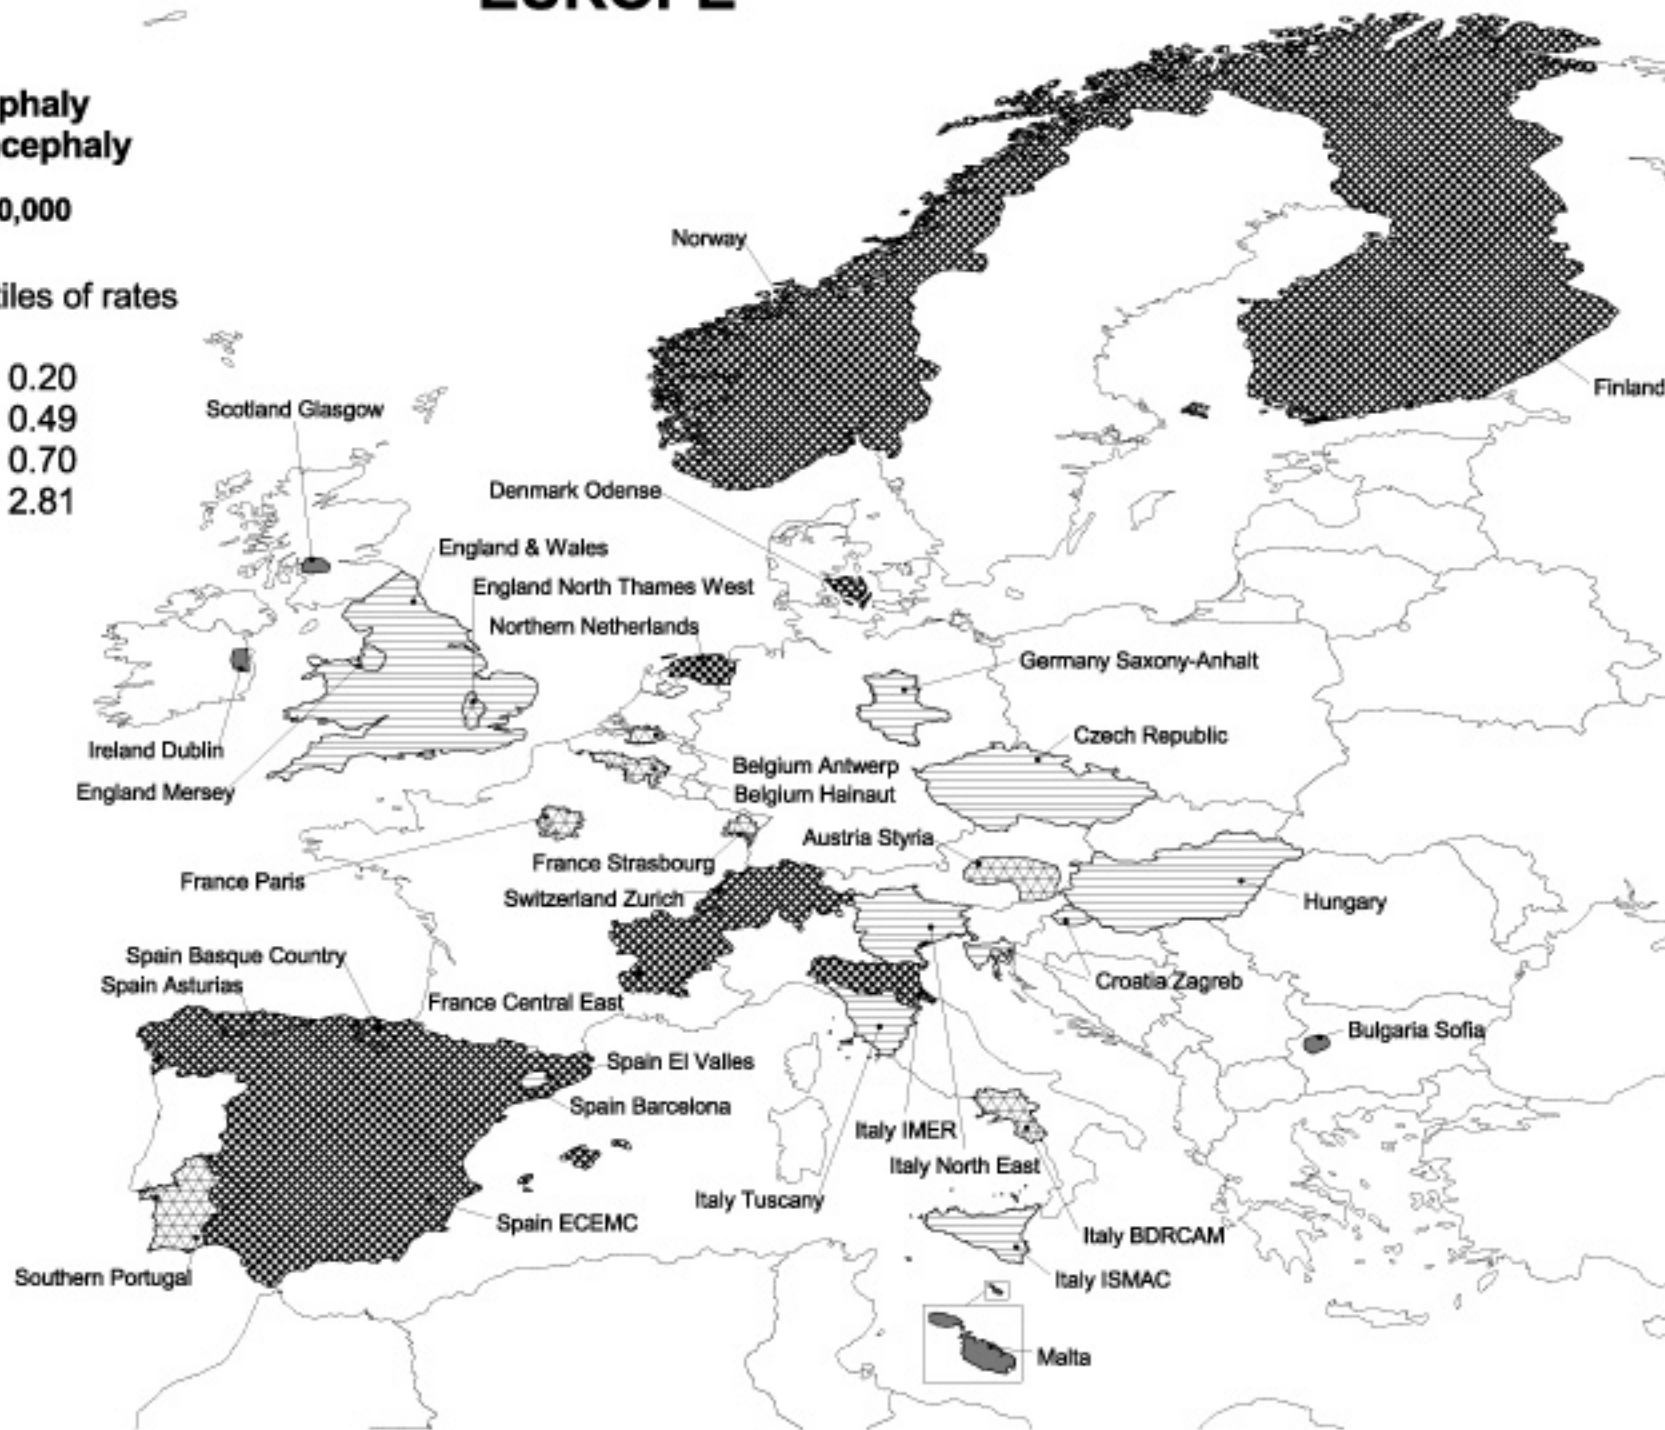 EUROPE
phaly
cephaly
0,000
tiles of rates
0.20
0.49
0.70
2.81
Norway
Finland
Scotland Glasgow
Denmark Odense
England & Wales
England North Thames West
Northern Netherlands
Germany Saxony-Anhalt
Ireland Dublin
Czech Republic
Belgium Antwerp
England Mersey
Belgium Hainaut
Austria Styria
France Strasbourg
France Paris
Switzerland Zurich
Hungary
Spain Basque Country
Spain Asturias
Croatia Zagreb
France Central East
Bulgaria Sofia
Spain El Valles
Spain Barcelona
Italy IMER
Italy North East
Italy Tuscany
Spain ECEMC
Italy BDRCAM
Southern Portugal
Italy ISMAC
Malta